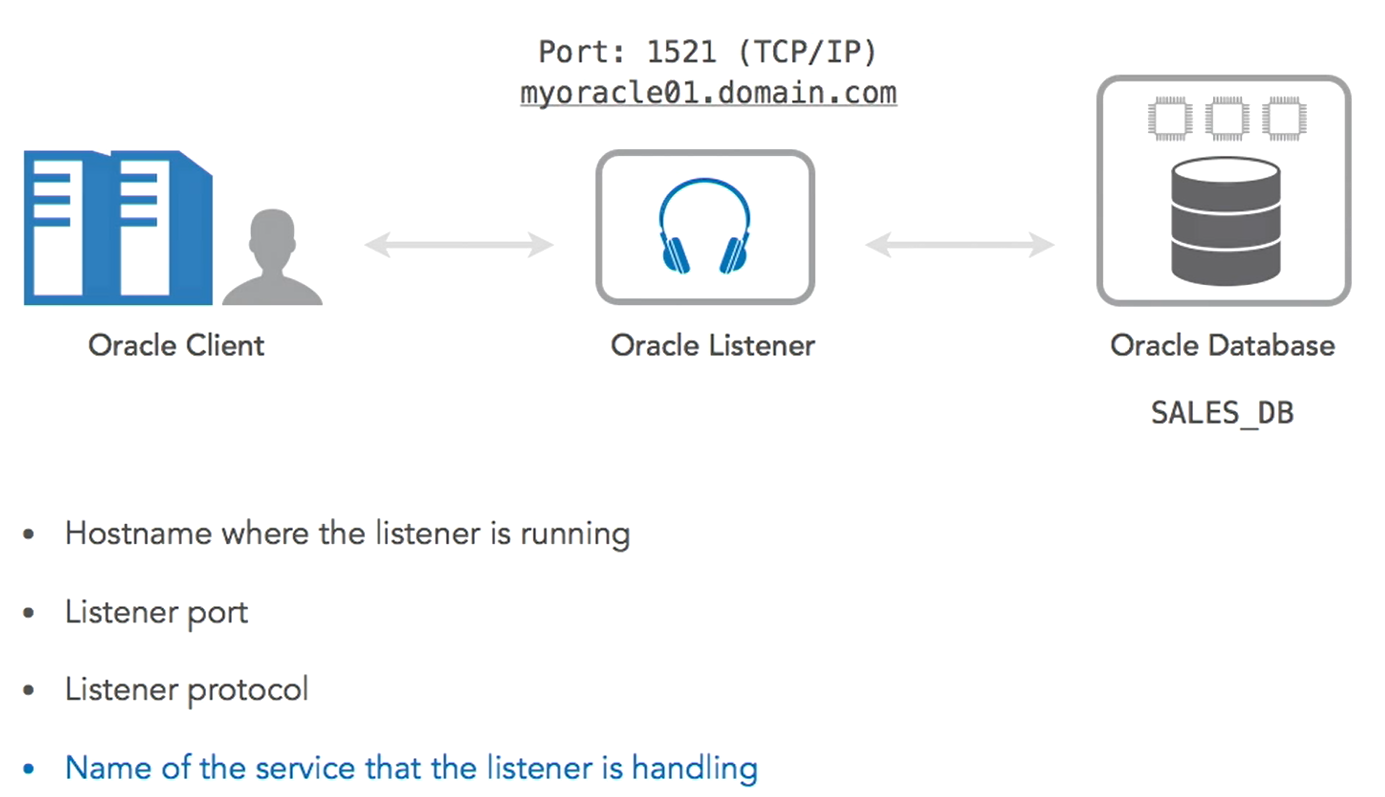 Port: 1521 (TCP/IP)
myoracle01.domain.com
Oracle Client
Oracle Listener
Oracle Database
SALES_DB
• Hostname where the listener is running
• Listener port
• Listener protocol
• Name of the service that the listener is handling